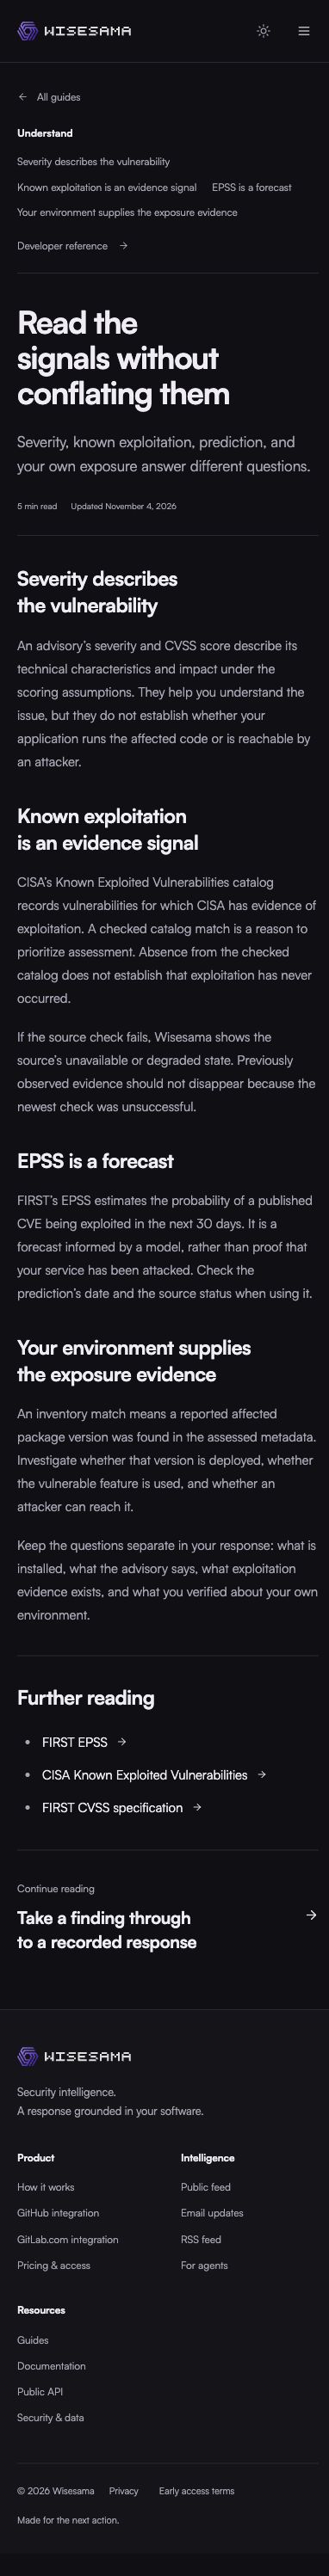 WISESAMA
All guides
Understand
Severity describes the vulnerability
Known exploitation is an evidence signal EPSS is a forecast
Your environment supplies the exposure evidence
Developer reference
Read the
signals without
conflating them
Severity, known exploitation, prediction, and
your own exposure answer different questions.
5 min read Updated November 4, 2026
Severity describes
the vulnerability
An advisory’s severity and CVSS score describe its
technical characteristics and impact under the
scoring assumptions. They help you understand the
issue, but they do not establish whether your
application runs the affected code or is reachable by
an attacker.
Known exploitation
is an evidence signal
CISA’s Known Exploited Vulnerabilities catalog
records vulnerabilities for which CISA has evidence of
exploitation. A checked catalog match is a reason to
prioritize assessment. Absence from the checked
catalog does not establish that exploitation has never
occurred.
If the source check fails, Wisesama shows the
source’s unavailable or degraded state. Previously
observed evidence should not disappear because the
newest check was unsuccessful.
EPSS is a forecast
FIRST’s EPSS estimates the probability of a published
CVE being exploited in the next 30 days. It is a
forecast informed by a model, rather than proof that
your service has been attacked. Check the
prediction’s date and the source status when using it.
Your environment supplies
the exposure evidence
An inventory match means a reported affected
package version was found in the assessed metadata.
Investigate whether that version is deployed, whether
the vulnerable feature is used, and whether an
attacker can reach it.
Keep the questions separate in your response: what is
installed, what the advisory says, what exploitation
evidence exists, and what you verified about your own
environment.
Further reading
FIRST EPSS
CISA Known Exploited Vulnerabilities
FIRST CVSS specification
Continue reading
Take a finding through
to a recorded response
WISESAMA
Security intelligence.
A response grounded in your software.
Product
How it works
GitHub integration
GitLab.com integration
Pricing & access
Intelligence
Public feed
Email updates
RSS feed
For agents
Resources
Guides
Documentation
Public API
Security & data
© 2026 Wisesama Privacy Early access terms
Made for the next action.